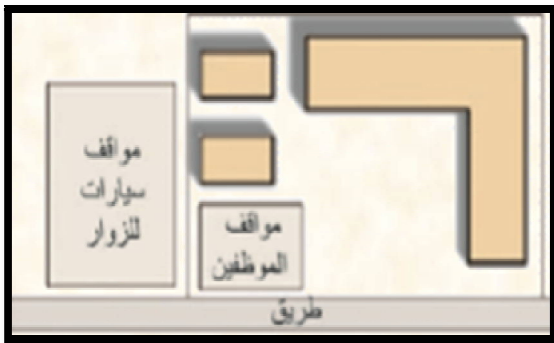 مواقف
سيارات
للزوار
مواقف
الموظفين
طريق